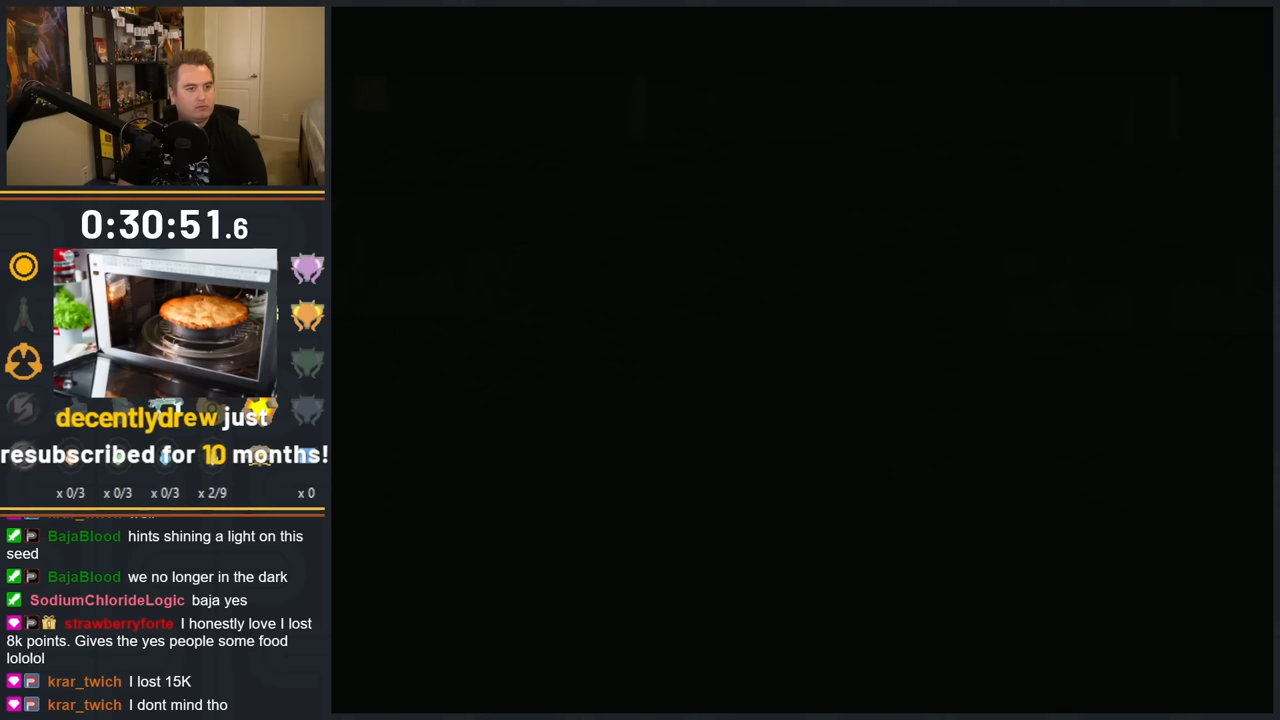 0:30:51.6
decentlydrew just
resubscribed for 10 months!
x 0/3 x 0/3 x 0/3 x 2/9 x 0
BajaBlood hints shining a light on this
seed
BajaBlood we no longer in the dark
SodiumChlorideLogic baja yes
strawberryforte I honestly love I lost
8k points. Gives the yes people some food
lololol
krar_twich I lost 15K
krar_twich I dont mind tho